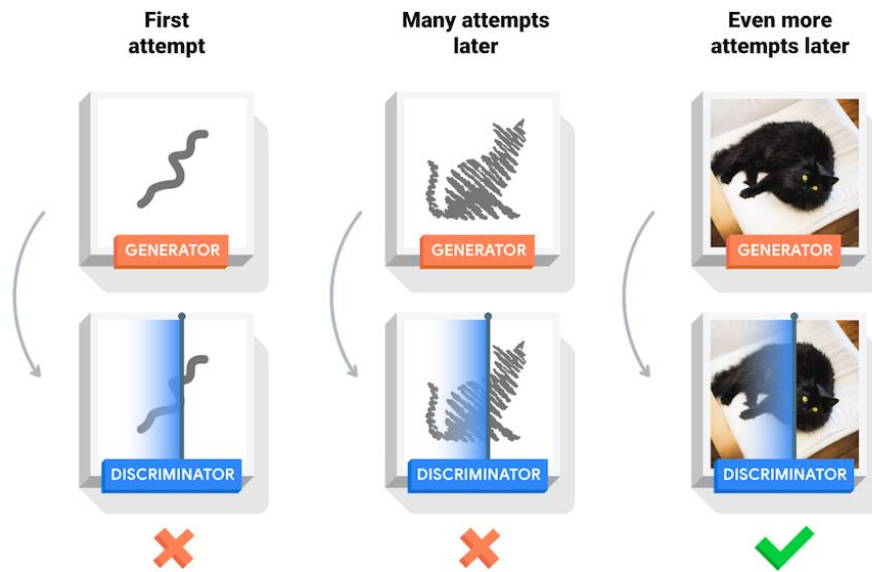 First
attempt
Many attempts
later
Even more
attempts later
GENERATOR
GENERATOR
GENERATOR
DISCRIMINATOR
DISCRIMINATOR
DISCRIMINATOR